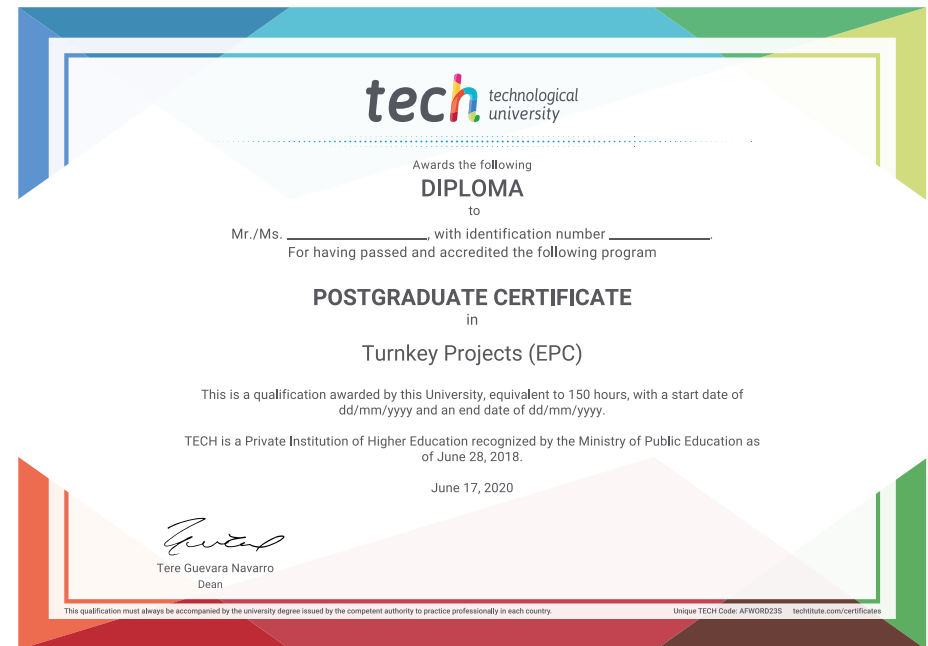 tech technological
university
Awards the following
DIPLOMA
to
Mr./Ms. ____________________, with identification number ______________.
For having passed and accredited the following program
POSTGRADUATE CERTIFICATE
in
Turnkey Projects (EPC)
This is a qualification awarded by this University, equivalent to 150 hours, with a start date of
dd/mm/yyyy and an end date of dd/mm/yyyy.
TECH is a Private Institution of Higher Education recognized by the Ministry of Public Education as
of June 28, 2018.
June 17, 2020
Tere Guevara Navarro
Dean
This qualification must always be accompanied by the university degree issued by the competent authority to practice professionally in each country. Unique TECH Code: AFWORD23S techtitute.com/certificates